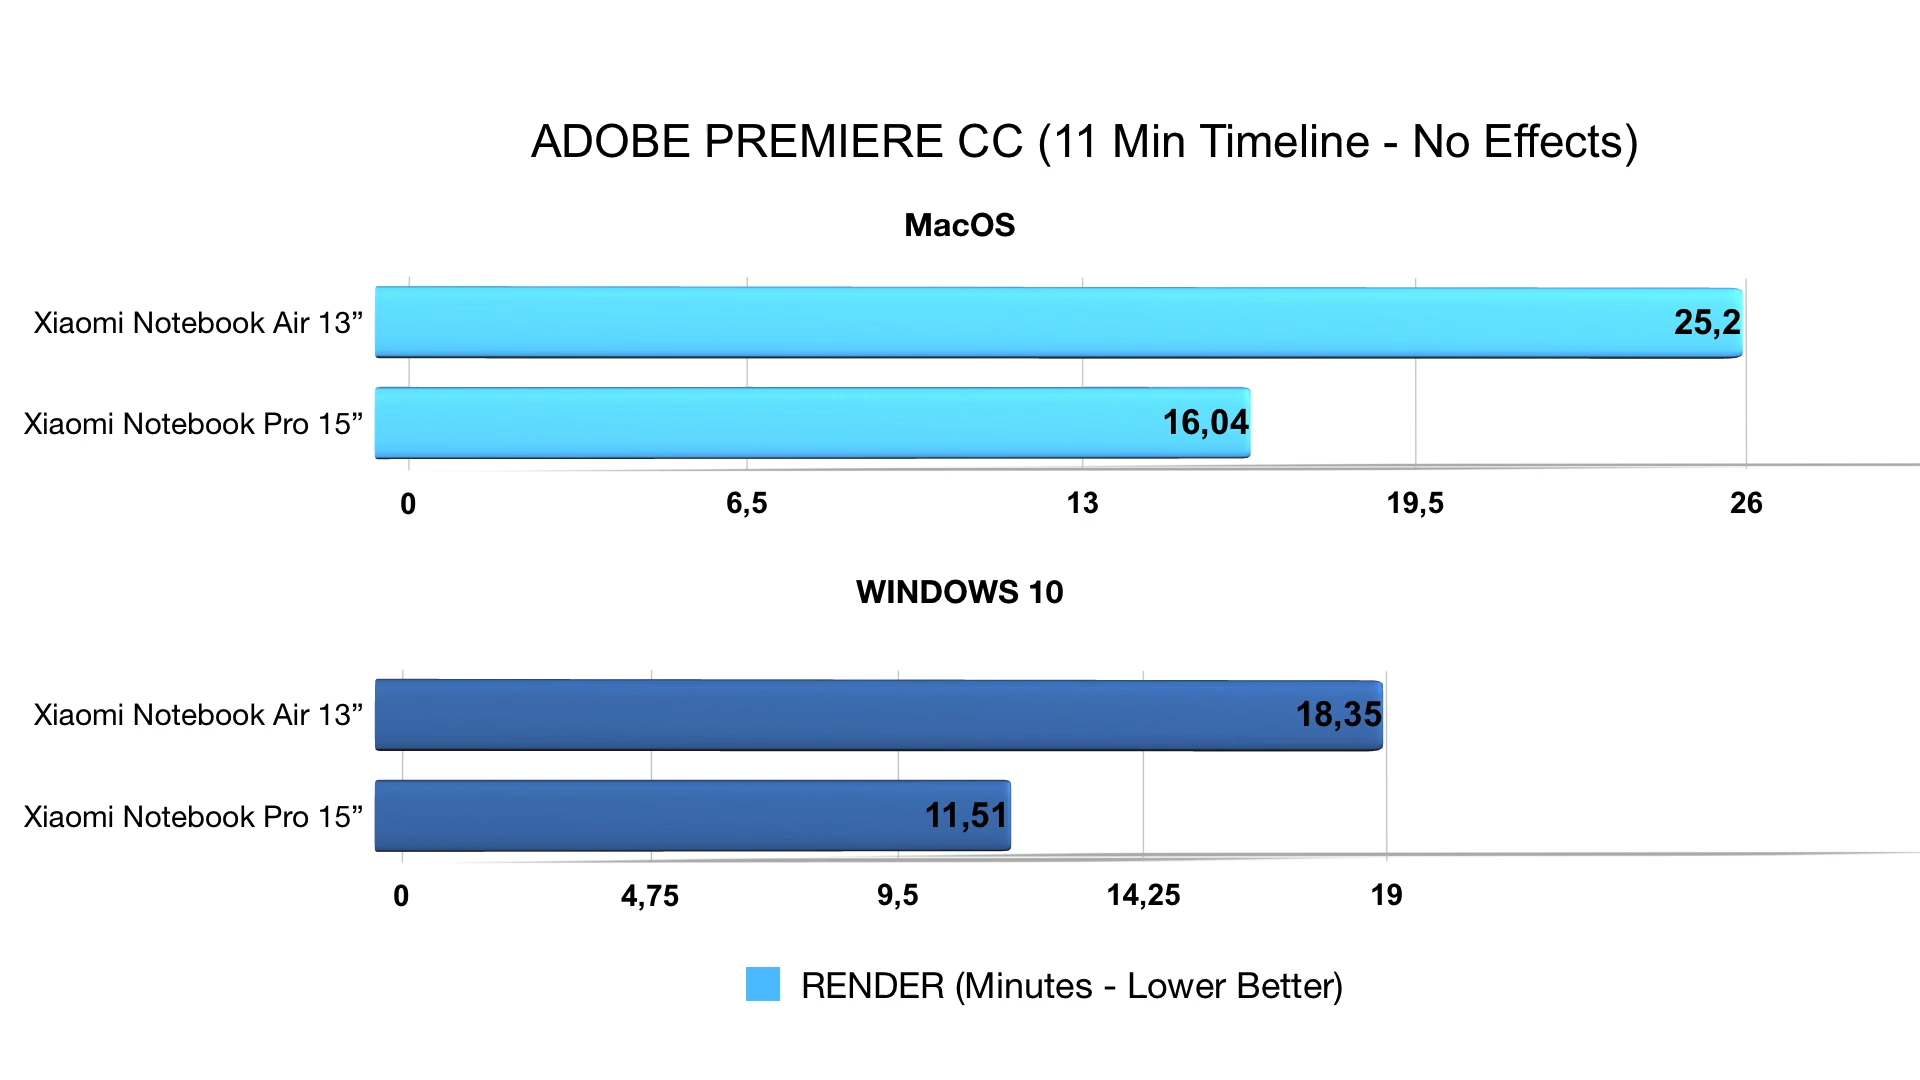 ADOBE PREMIERE CC (11 Min Timeline - No Effects)
MacOS
Xiaomi Notebook Air 13”
25,2
Xiaomi Notebook Pro 15”
16,04
0 6,5 13 19,5 26
WINDOWS 10
Xiaomi Notebook Air 13”
18,35
Xiaomi Notebook Pro 15”
11,51
0 4,75 9,5 14,25 19
RENDER (Minutes - Lower Better)